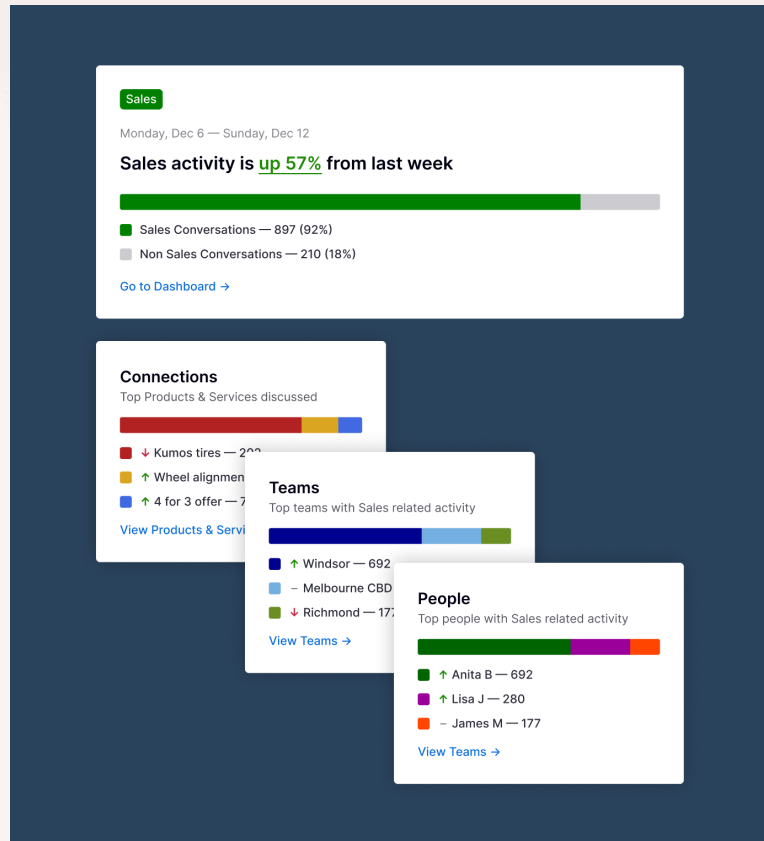 Sales
Monday, Dec 6 — Sunday, Dec 12
Sales activity is up 57% from last week
Sales Conversations — 897 (92%)
Non Sales Conversations — 210 (18%)
Go to Dashboard →
Connections
Top Products & Services discussed
↓ Kumos tires —
↑ Wheel
↑ 4 for 3 offer —
View Products &
Teams
Top teams with Sales related activity
↑ Windsor — 692
– Melbourne CBD
↓ Richmond — 177
View Teams →
People
Top people with Sales related activity
↑ Anita B — 692
↑ Lisa J — 280
– James M — 177
View Teams →